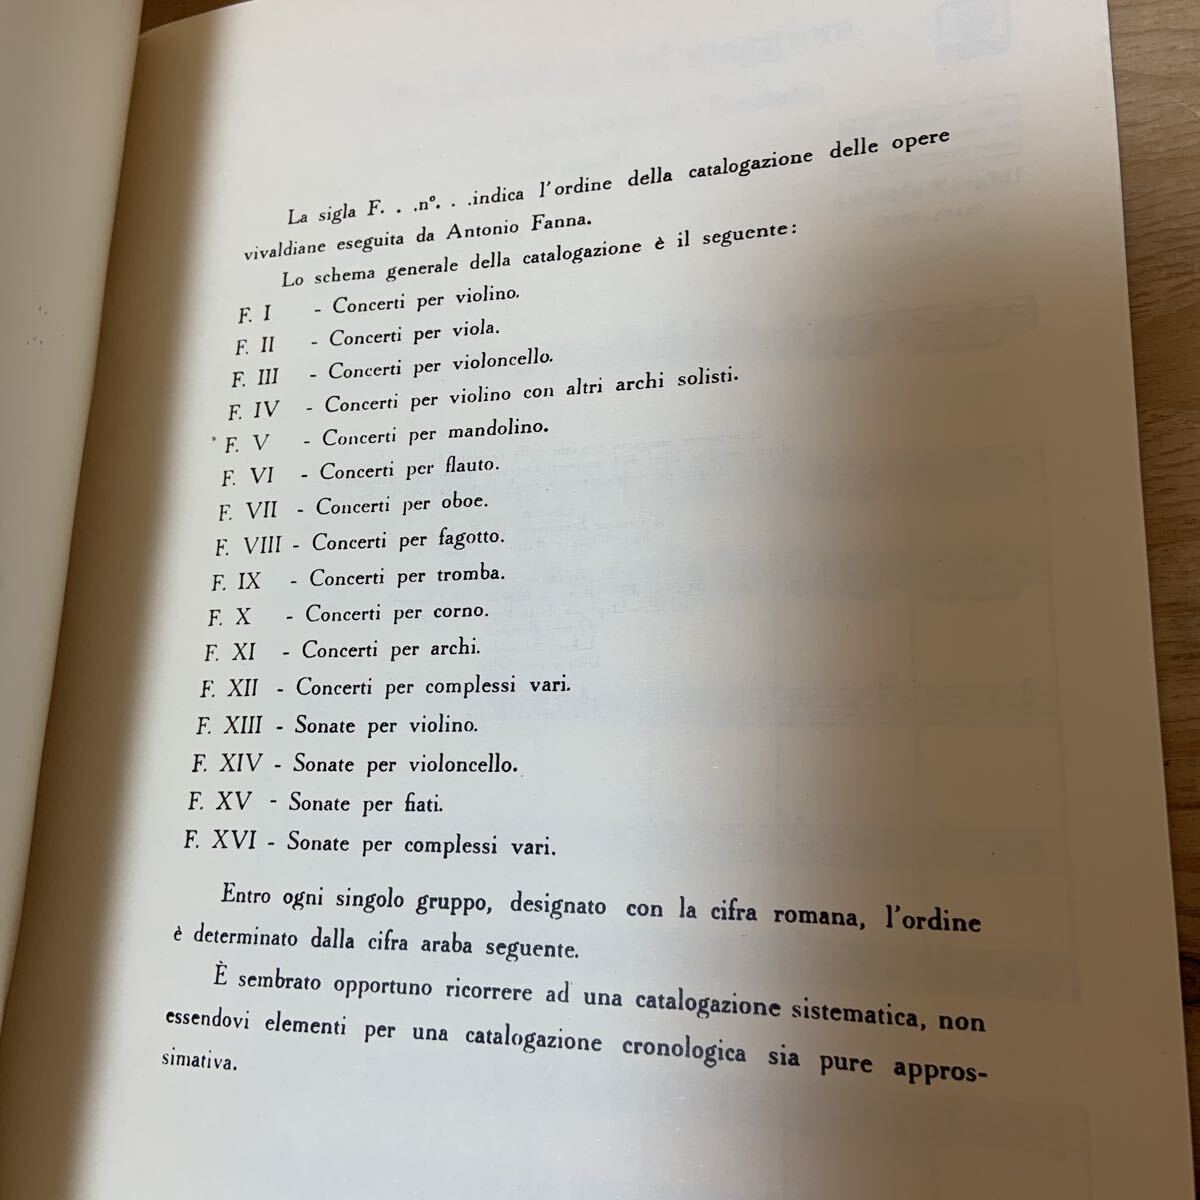 La sigla F. . .nº. . .indica l'ordine della catalogazione delle opere
vivaldiane eseguita da Antonio Fanna.
Lo schema generale della catalogazione è il seguente:
F. I - Concerti per violino.
F. II - Concerti per viola.
F. III - Concerti per violoncello.
F. IV - Concerti per violino con altri archi solisti.
F. V - Concerti per mandolino.
F. VI - Concerti per flauto.
F. VII - Concerti per oboe.
F. VIII - Concerti per fagotto.
F. IX - Concerti per tromba.
F. X - Concerti per corno.
F. XI - Concerti per archi.
F. XII - Concerti per complessi vari.
F. XIII - Sonate per violino.
F. XIV - Sonate per violoncello.
F. XV - Sonate per fiati.
F. XVI - Sonate per complessi vari.
Entro ogni singolo gruppo, designato con la cifra romana, l'ordine
è determinato dalla cifra araba seguente.
È sembrato opportuno ricorrere ad una catalogazione sistematica, non
essendovi elementi per una catalogazione cronologica sia pure appros-
simativa.